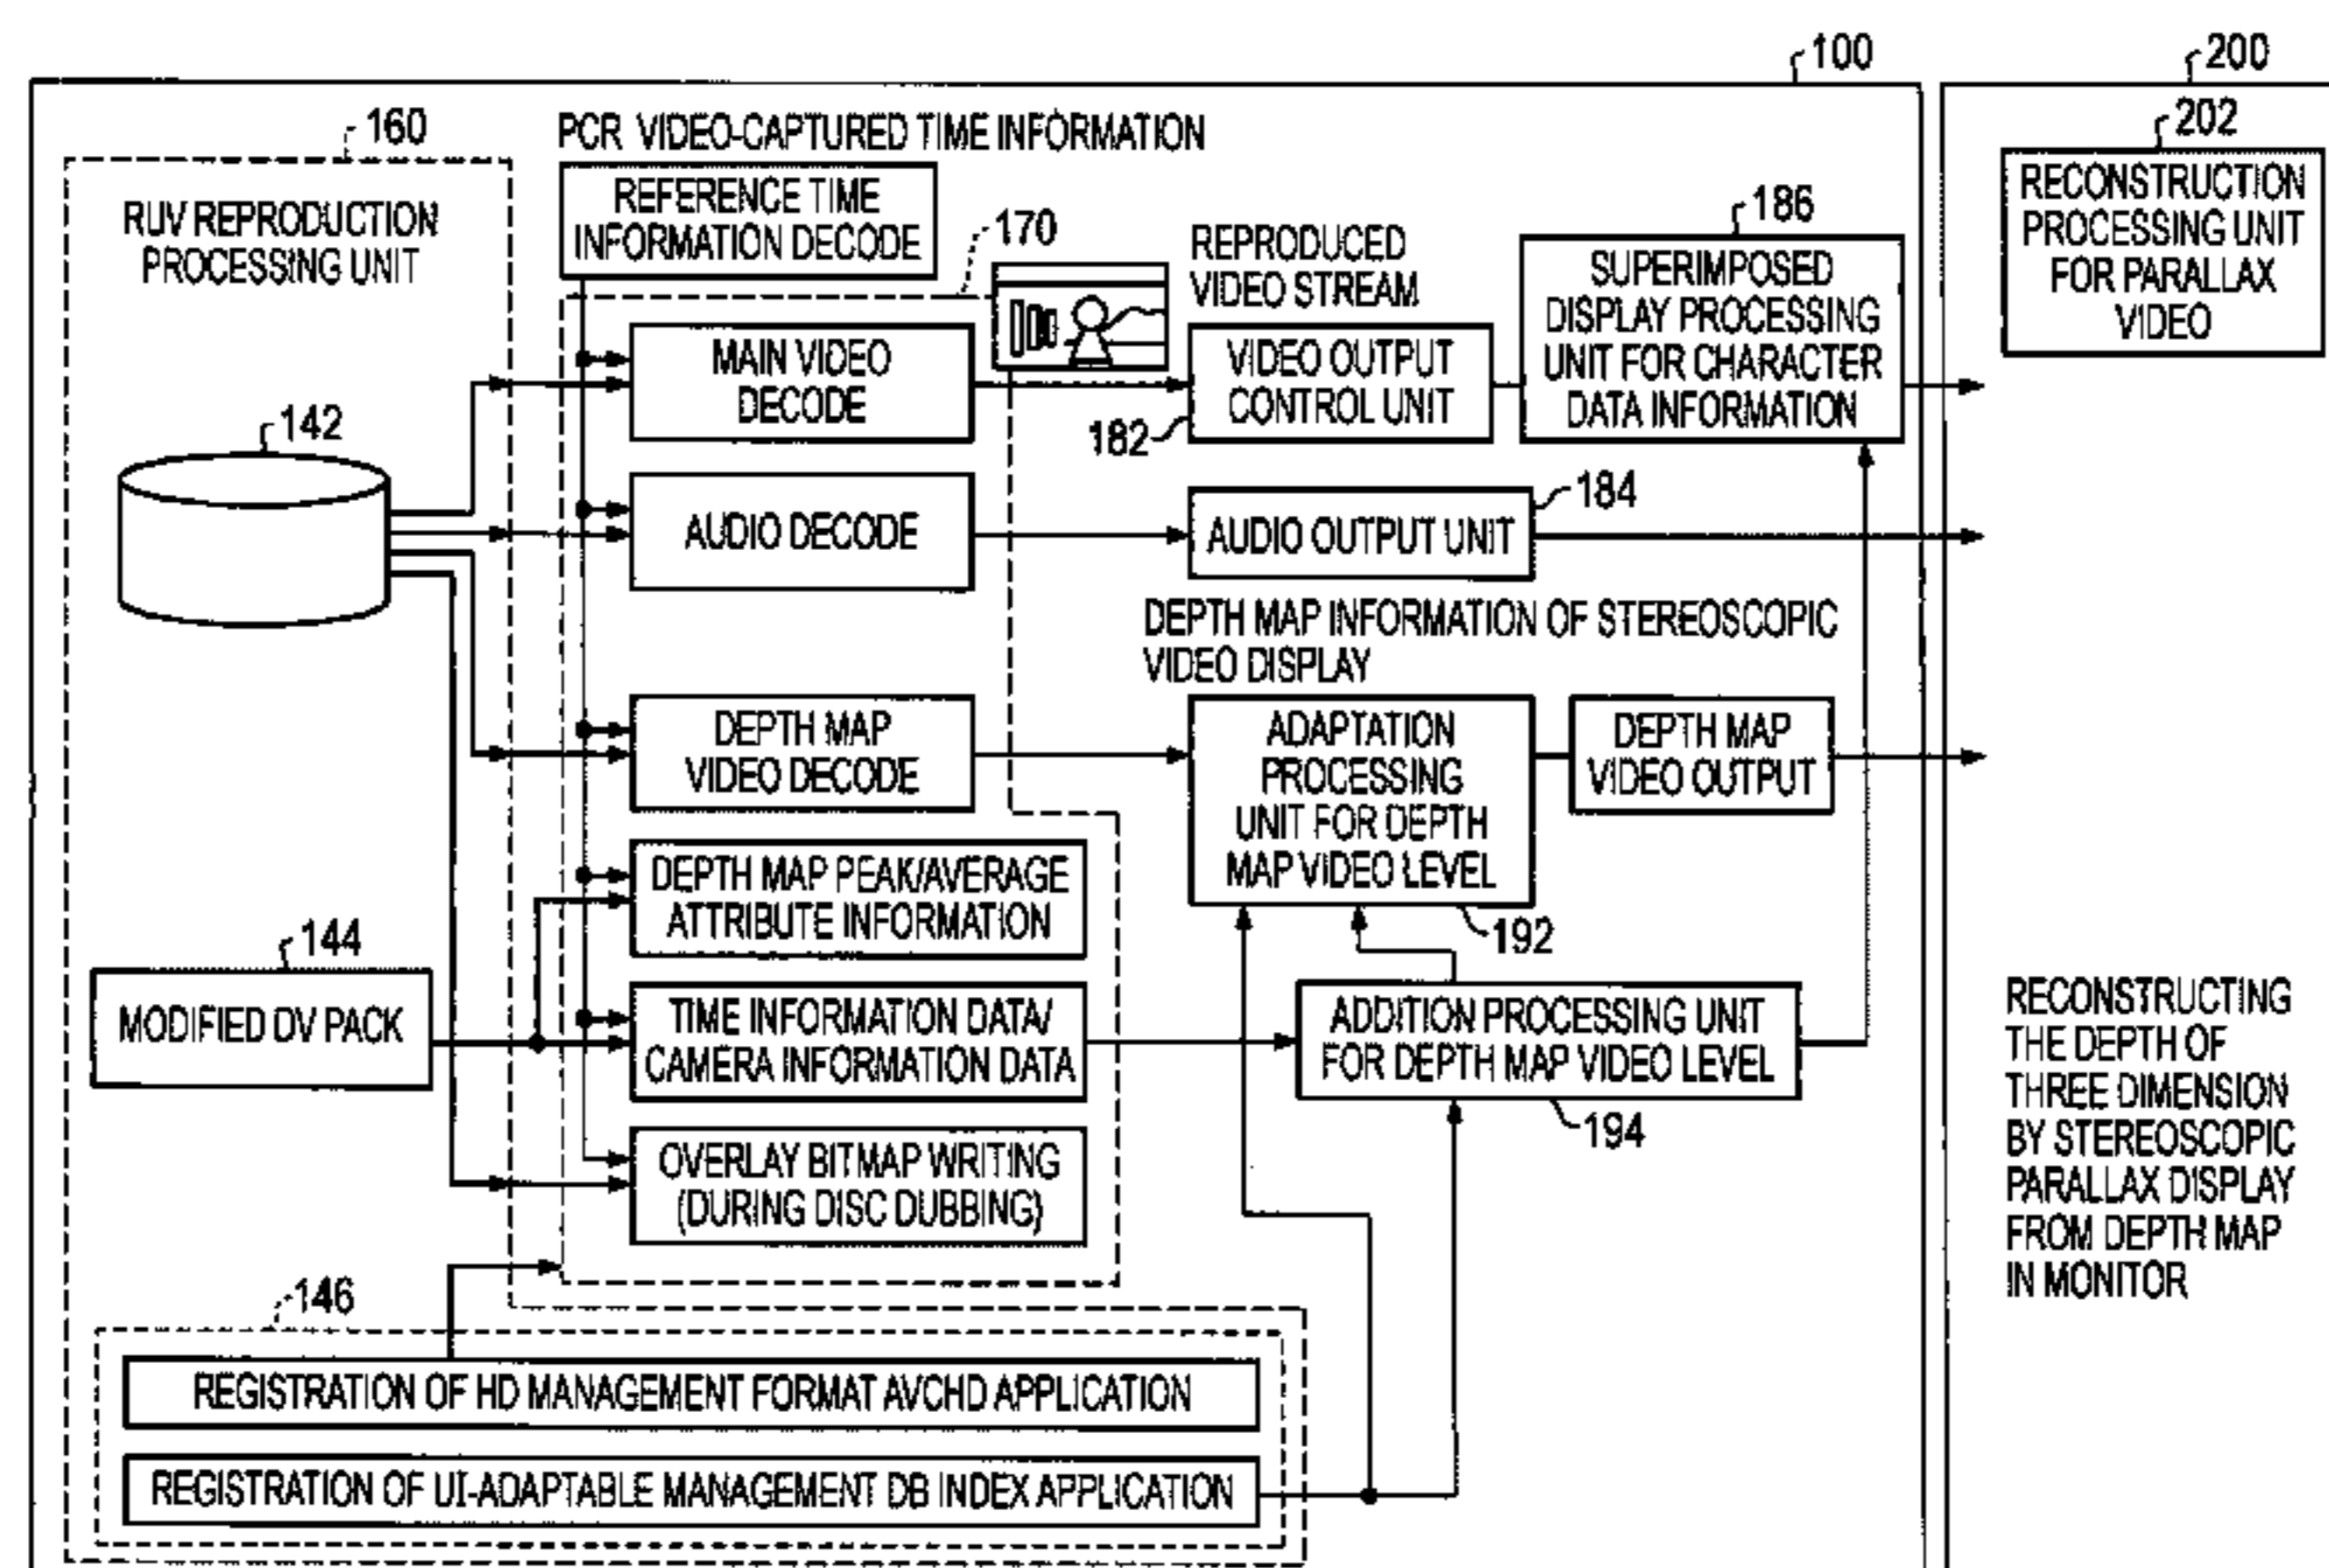 100
200
160
PCR VIDEO-CAPTURED TIME INFORMATION
202
RUV REPRODUCTION
PROCESSING UNIT
REFERENCE TIME
INFORMATION DECODE
170
REPRODUCED
VIDEO STREAM
186
SUPERIMPOSED
DISPLAY PROCESSING
UNIT FOR CHARACTER
DATA INFORMATION
RECONSTRUCTION
PROCESSING UNIT
FOR PARALLAX
VIDEO
MAIN VIDEO
DECODE
VIDEO OUTPUT
CONTROL UNIT
182
142
AUDIO DECODE
AUDIO OUTPUT UNIT
184
DEPTH MAP INFORMATION OF STEREOSCOPIC
VIDEO DISPLAY
DEPTH MAP
VIDEO DECODE
ADAPTATION
PROCESSING
UNIT FOR DEPTH
MAP VIDEO LEVEL
192
DEPTH MAP
VIDEO OUTPUT
DEPTH MAP PEAK/AVERAGE
ATTRIBUTE INFORMATION
144
MODIFIED DV PACK
TIME INFORMATION DATA/
CAMERA INFORMATION DATA
ADDITION PROCESSING UNIT
FOR DEPTH MAP VIDEO LEVEL
194
RECONSTRUCTING
THE DEPTH OF
THREE DIMENSION
BY STEREOSCOPIC
PARALLAX DISPLAY
FROM DEPTH MAP
IN MONITOR
OVERLAY BITMAP WRITING
(DURING DISC DUBBING)
146
REGISTRATION OF HD MANAGEMENT FORMAT AVCHD APPLICATION
REGISTRATION OF UI-ADAPTABLE MANAGEMENT DB INDEX APPLICATION